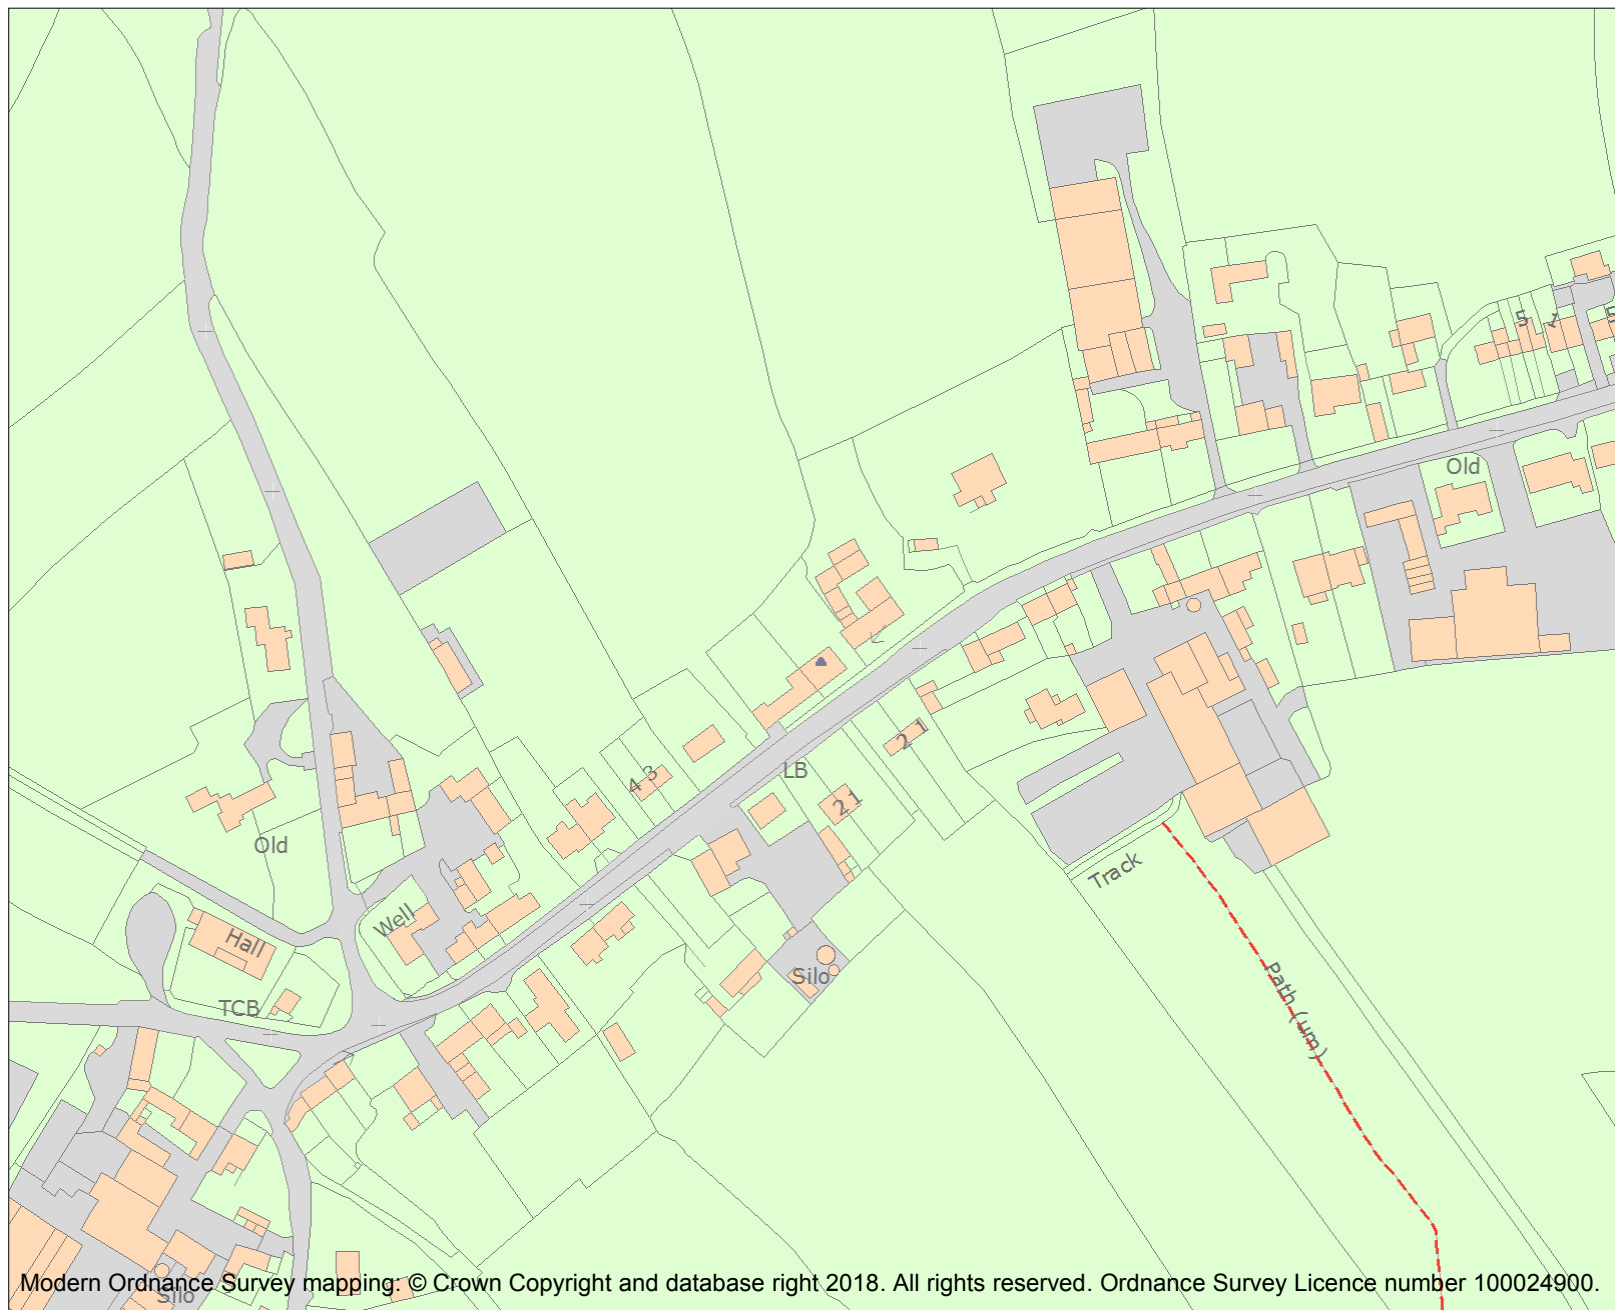 5
Old
4 3
2 1
LB
2 1
Old
Track
Well
Hall
Silo
TCB
Path (um)
Silo
Modern Ordnance Survey mapping: © Crown Copyright and database right 2018. All rights reserved. Ordnance Survey Licence number 100024900.